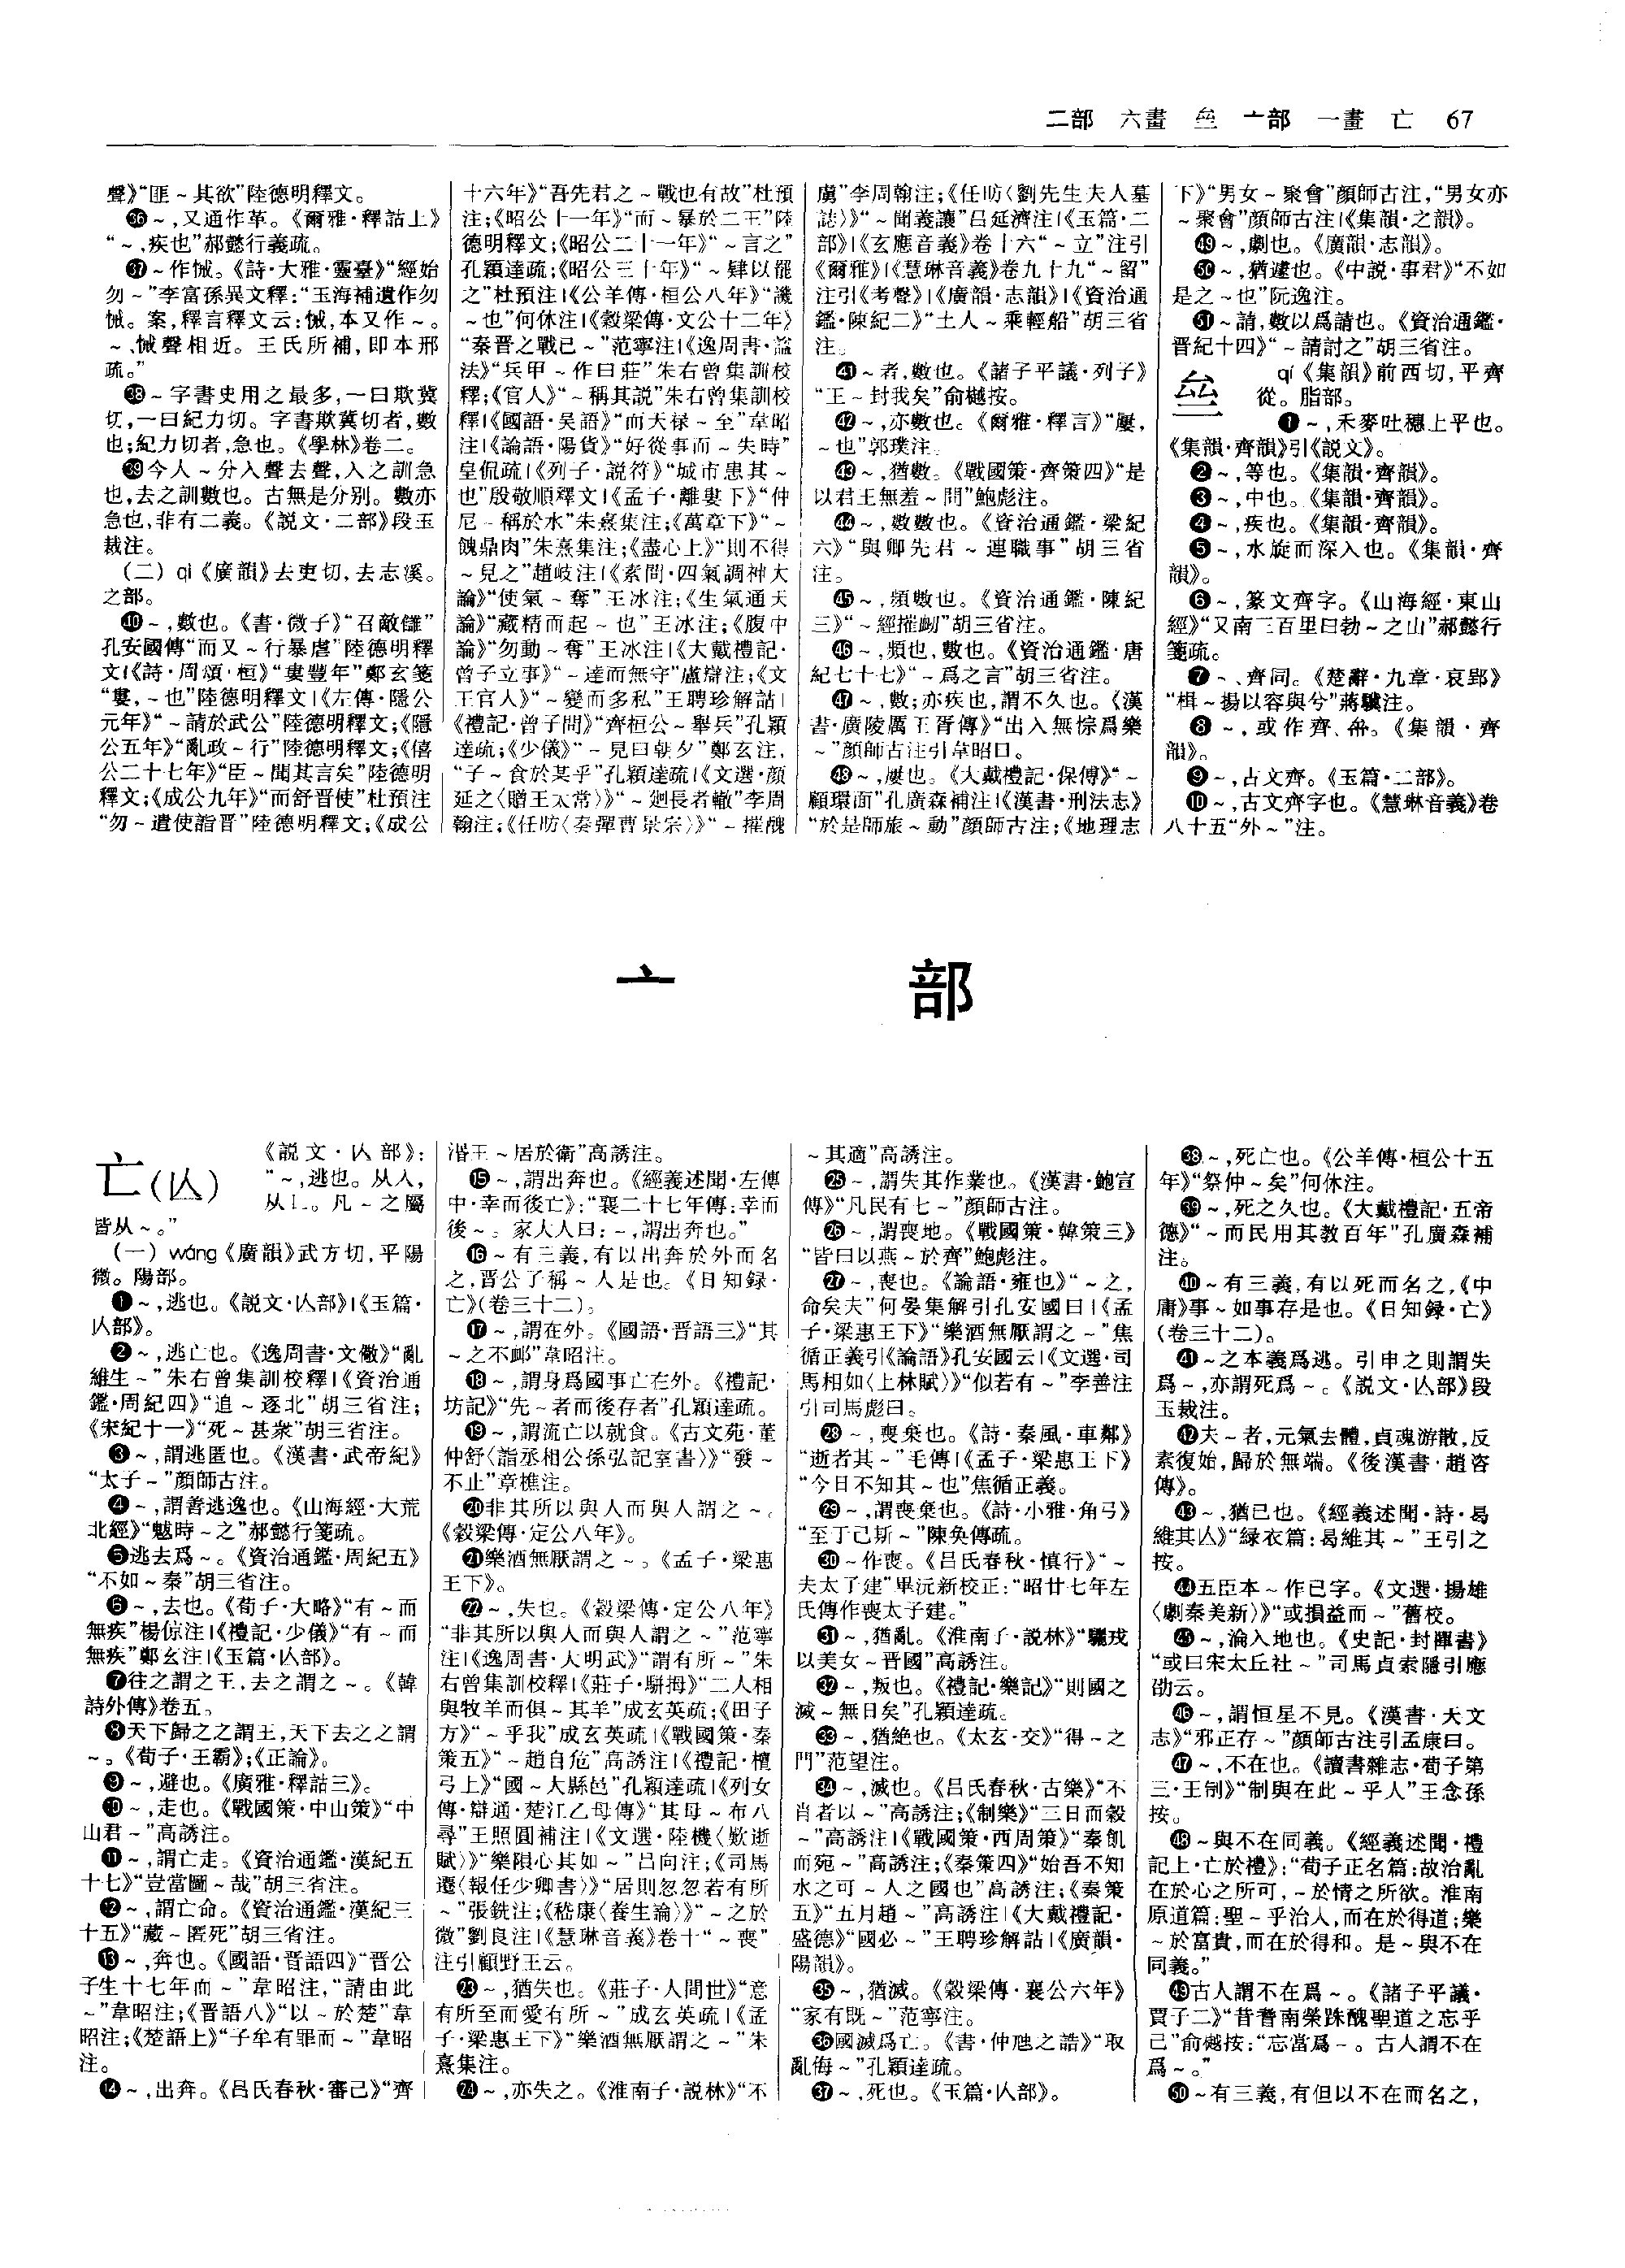 二部 六畫 亝 亠部 一畫 亡 67
聲》“匪～其欲”陸德明釋文。
㊱～,又通作革。《爾雅·釋詁上》
“～,疾也”郝懿行義疏。
㊲～作悈。《詩·大雅·靈臺》“經始
勿～”李富孫異文釋:“玉海補遺作勿
悈。案,釋言釋文云:悈,本又作～。
～、悈聲相近。王氏所補,即本邢
疏。”
㊳～字書史用之最多,一曰欺冀
切,一曰紀力切。字書欺冀切者,數
也;紀力切者,急也。《學林》卷二。
㊴今人～分入聲去聲,入之訓急
也,去之訓數也。古無是分别。數亦
急也,非有二義。《説文·二部》段玉
裁注。
(二) qì《廣韻》去吏切,去志溪。
之部。
㊵～,數也。《書·微子》“召敵讎”
孔安國傳“而又～行暴虐”陸德明釋
文|《詩·周頌·桓》“婁豐年”鄭玄箋
“婁,～也”陸德明釋文|《左傳·隱公
元年》“～請於武公”陸德明釋文;《隱
公五年》“亂政～行”陸德明釋文;《僖
公二十七年》“臣～聞其言矣”陸德明
釋文;《成公九年》“而舒晋使”杜預注
“勿～遣使詣晋”陸德明釋文;《成公
十六年》“吾先君之～戰也有故”杜預
注;《昭公十一年》“而～暴於二王”陸
德明釋文;《昭公二十一年》“～言之”
孔穎達疏;《昭公三十年》“～肄以罷
之”杜預注|《公羊傳·桓公八年》“譏
～也”何休注|《穀梁傳·文公十二年》
“秦晋之戰已～”范寧注|《逸周書·謚
法》“兵甲～作曰莊”朱右曾集訓校
釋;《官人》“～稱其説”朱右曾集訓校
釋|《國語·吴語》“而天禄～至”韋昭
注|《論語·陽貨》“好從事而～失時”
皇侃疏|《列子·説符》“城市患其～
也”殷敬順釋文|《孟子·離婁下》“仲
尼～稱於水”朱熹集注;《萬章下》“～
餽鼎肉”朱熹集注;《盡心上》“則不得
～見之”趙岐注|《素問·四氣調神大
論》“使氣～奪”王冰注;《生氣通天
論》“藏精而起～也”王冰注;《腹中
論》“勿動～奪”王冰注|《大戴禮記·
曾子立事》“～達而無守”盧辯注;《文
王官人》“～變而多私”王聘珍解詁|
《禮記·曾子問》“齊桓公～舉兵”孔穎
達疏;《少儀》“～見曰朝夕”鄭玄注,
“子～食於某乎”孔穎達疏|《文選·顔
延之〈贈王太常〉》“～迴長者轍”李周
翰注;《任昉〈奏彈曹景宗〉》“～摧醜
虜”李周翰注;《任昉〈劉先生夫人墓
誌〉》“～聞義讓”吕延濟注|《玉篇·二
部》|《玄應音義》卷十六“～立”注引
《爾雅》|《慧琳音義》卷九十九“～留”
注引《考聲》|《廣韻·志韻》|《資治通
鑑·陳紀二》“土人～乘輕船”胡三省
注。
㊶～者,數也。《諸子平議·列子》
“王～封我矣”俞樾按。
㊷～,亦數也。《爾雅·釋言》“屢,
～也”郭璞注。
㊸～,猶數。《戰國策·齊策四》“是
以君王無羞～問”鮑彪注。
㊹～,數數也。《資治通鑑·梁紀
六》“與卿先君～連職事”胡三省
注。
㊺～,頻數也。《資治通鑑·陳紀
三》“～經摧衄”胡三省注。
㊻～,頻也,數也。《資治通鑑·唐
紀七十七》“～爲之言”胡三省注。
㊼～,數;亦疾也,謂不久也。《漢
書·廣陵厲王胥傳》“出入無悰爲樂
～”顔師古注引韋昭曰。
㊽～,屢也。《大戴禮記·保傅》“～
顧環面”孔廣森補注|《漢書·刑法志》
“於是師旅～動”顔師古注;《地理志
下》“男女～聚會”顔師古注,“男女亦
～聚會”顔師古注|《集韻·之韻》。
㊾～,劇也。《廣韻·志韻》。
㊿～,猶遽也。《中説·事君》“不如
是之～也”阮逸注。
51～請,數以爲請也。《資治通鑑·
晋紀十四》“～請討之”胡三省注。
亝 qí《集韻》前西切,平齊
從。脂部。
❶～,禾麥吐穗上平也。
《集韻·齊韻》引《説文》。
❷～,等也。《集韻·齊韻》。
❸～,中也。《集韻·齊韻》。
❹～,疾也。《集韻·齊韻》。
❺～,水旋而深入也。《集韻·齊
韻》。
❻～,篆文齊字。《山海經·東山
經》“又南三百里曰勃～之山”郝懿行
箋疏。
❼～、齊同。《楚辭·九章·哀郢》
“楫～揚以容與兮”蔣驥注。
❽～,或作齊、。《集韻·齊
韻》。
❾～,古文齊。《玉篇·二部》。
❿～,古文齊字也。《慧琳音義》卷
八十五“外～”注。
亠 部
亡(亾) 《説文·亾部》:
“～,逃也。从人,
从乚。凡～之屬
皆从～。”
(一) wáng《廣韻》武方切,平陽
微。陽部。
❶～,逃也。《説文·亾部》|《玉篇·
亾部》。
❷～,逃亡也。《逸周書·文儆》“亂
維生～”朱右曾集訓校釋|《資治通
鑑·周紀四》“追～逐北”胡三省注;
《宋紀十一》“死～甚衆”胡三省注。
❸～,謂逃匿也。《漢書·武帝紀》
“太子～”顔師古注。
❹～,謂善逃逸也。《山海經·大荒
北經》“魃時～之”郝懿行箋疏。
❺逃去爲～。《資治通鑑·周紀五》
“不如～秦”胡三省注。
❻～,去也。《荀子·大略》“有～而
無疾”楊倞注|《禮記·少儀》“有～而
無疾”鄭玄注|《玉篇·亾部》。
❼往之謂之王,去之謂之～。《韓
詩外傳》卷五。
❽天下歸之之謂王,天下去之之謂
～。《荀子·王霸》;《正論》。
❾～,避也。《廣雅·釋詁三》。
❿～,走也。《戰國策·中山策》“中
山君～”高誘注。
⓫～,謂亡走。《資治通鑑·漢紀五
十七》“豈當圖～哉”胡三省注。
⓬～,謂亡命。《資治通鑑·漢紀三
十五》“藏～匿死”胡三省注。
⓭～,奔也。《國語·晋語四》“晋公
子生十七年而～”韋昭注,“請由此
～”韋昭注;《晋語八》“以～於楚”韋
昭注;《楚語上》“子牟有罪而～”韋昭
注。
⓮～,出奔。《吕氏春秋·審己》“齊
湣王～居於衛”高誘注。
⓯～,謂出奔也。《經義述聞·左傳
中·幸而後亡》:“襄二十七年傳:幸而
後～。家大人曰:～,謂出奔也。”
⓰～有三義,有以出奔於外而名
之,晋公子稱～人是也。《日知録·
亡》(卷三十二)。
⓱～,謂在外。《國語·晋語三》“其
～之不卹”韋昭注。
⓲～,謂身爲國事亡在外。《禮記·
坊記》“先～者而後存者”孔穎達疏。
⓳～,謂流亡以就食。《古文苑·董
仲舒〈詣丞相公孫弘記室書〉》“發～
不止”章樵注。
⓴非其所以與人而與人謂之～。
《穀梁傳·定公八年》。
㉑樂酒無厭謂之～。《孟子·梁惠
王下》。
㉒～,失也。《穀梁傳·定公八年》
“非其所以與人而與人謂之～”范寧
注|《逸周書·大明武》“謂有所～”朱
右曾集訓校釋|《莊子·駢拇》“二人相
與牧羊而俱～其羊”成玄英疏;《田子
方》“～乎我”成玄英疏|《戰國策·秦
策五》“～趙自危”高誘注|《禮記·檀
弓上》“國～大縣邑”孔穎達疏|《列女
傳·辯通·楚江乙母傳》“其母～布八
尋”王照圓補注|《文選·陸機〈歎逝
賦〉》“樂隤心其如～”吕向注;《司馬
遷〈報任少卿書〉》“居則忽忽若有所
～”張銑注;《嵇康〈養生論〉》“～之於
微”劉良注|《慧琳音義》卷十“～喪”
注引顧野王云。
㉓～,猶失也。《莊子·人間世》“意
有所至而愛有所～”成玄英疏|《孟
子·梁惠王下》“樂酒無厭謂之～”朱
熹集注。
㉔～,亦失之。《淮南子·説林》“不
～其適”高誘注。
㉕～,謂失其作業也。《漢書·鮑宣
傳》“凡民有七～”顔師古注。
㉖～,謂喪地。《戰國策·韓策三》
“皆曰以燕～於齊”鮑彪注。
㉗～,喪也。《論語·雍也》“～之,
命矣夫”何晏集解引孔安國曰|《孟
子·梁惠王下》“樂酒無厭謂之～”焦
循正義引《論語》孔安國云|《文選·司
馬相如〈上林賦〉》“似若有～”李善注
引司馬彪曰。
㉘～,喪棄也。《詩·秦風·車鄰》
“逝者其～”毛傳|《孟子·梁惠王下》
“今日不知其～也”焦循正義。
㉙～,謂喪棄也。《詩·小雅·角弓》
“至于己斯～”陳奂傳疏。
㉚～作喪。《吕氏春秋·慎行》“～
夫太子建”畢沅新校正:“昭廿七年左
氏傳作喪太子建。”
㉛～,猶亂。《淮南子·説林》“驪戎
以美女～晋國”高誘注。
㉜～,叛也。《禮記·樂記》“則國之
滅～無日矣”孔穎達疏。
㉝～,猶絶也。《太玄·交》“得～之
門”范望注。
㉞～,滅也。《吕氏春秋·古樂》“不
肖者以～”高誘注;《制樂》“三日而穀
～”高誘注|《戰國策·西周策》“秦飢
而宛～”高誘注;《秦策四》“始吾不知
水之可～人之國也”高誘注;《秦策
五》“五月趙～”高誘注|《大戴禮記·
盛德》“國必～”王聘珍解詁|《廣韻·
陽韻》。
㉟～,猶滅。《穀梁傳·襄公六年》
“家有既～”范寧注。
㊱國滅爲亡。《書·仲虺之誥》“取
亂侮～”孔穎達疏。
㊲～,死也。《玉篇·亾部》。
㊳～,死亡也。《公羊傳·桓公十五
年》“祭仲～矣”何休注。
㊴～,死之久也。《大戴禮記·五帝
德》“～而民用其教百年”孔廣森補
注。
㊵～有三義,有以死而名之,《中
庸》事～如事存是也。《日知録·亡》
(卷三十二)。
㊶～之本義爲逃。引申之則謂失
爲～,亦謂死爲～。《説文·亾部》段
玉裁注。
㊷夫～者,元氣去體,貞魂游散,反
素復始,歸於無端。《後漢書·趙咨
傳》。
㊸～,猶已也。《經義述聞·詩·曷
維其亾》“緑衣篇:曷維其～”王引之
按。
㊹五臣本～作已字。《文選·揚雄
〈劇秦美新〉》“或損益而～”舊校。
㊺～,淪入地也。《史記·封禪書》
“或曰宋太丘社～”司馬貞索隱引應
劭云。
㊻～,謂恒星不見。《漢書·天文
志》“邪正存～”顔師古注引孟康曰。
㊼～,不在也。《讀書雜志·荀子第
三·王制》“制與在此～乎人”王念孫
按。
㊽～與不在同義。《經義述聞·禮
記上·亡於禮》:“荀子正名篇:故治亂
在於心之所可,～於情之所欲。淮南
原道篇:聖～乎治人,而在於得道;樂
～於富貴,而在於得和。是～與不在
同義。”
㊾古人謂不在爲～。《諸子平議·
賈子二》“昔者南榮跦醜聖道之忘乎
己”俞樾按:“忘當爲～。古人謂不在
爲～。”
㊿～有三義,有但以不在而名之,